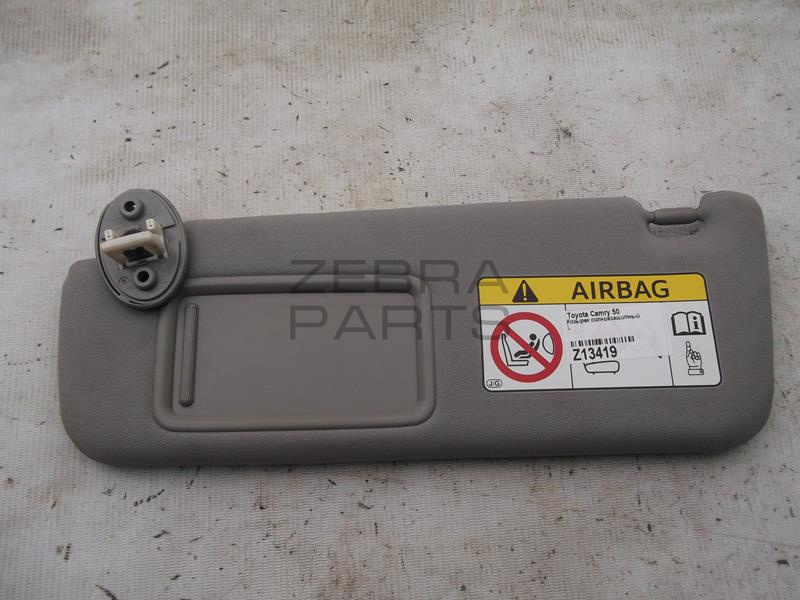 ZEBRA
PARTS
AIRBAG
Toyota Camry 50
Козырек солнцезащитный
Z13419
J/G